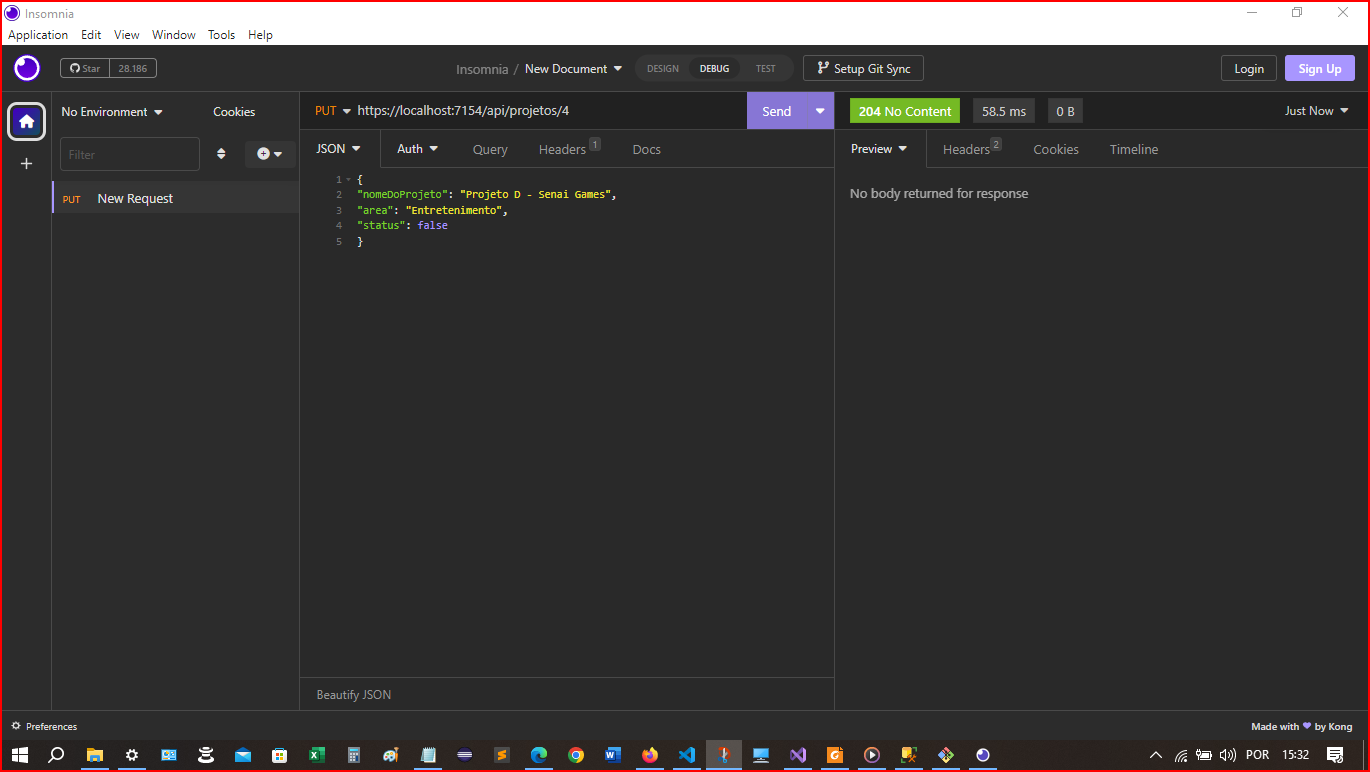 Insomnia
Application Edit View Window Tools Help
Star 28.186 Insomnia / New Document DESIGN DEBUG TEST Setup Git Sync Login Sign Up
No Environment Cookies
Filter
PUT New Request
PUT https://localhost:7154/api/projetos/4 Send
JSON Auth Query Headers 1 Docs
1 {
2 "nomeDoProjeto": "Projeto D - Senai Games",
3 "area": "Entretenimento",
4 "status": false
5 }
Beautify JSON
204 No Content 58.5 ms 0 B Just Now
Preview Headers 2 Cookies Timeline
No body returned for response
Preferences Made with ❤ by Kong
POR 15:32